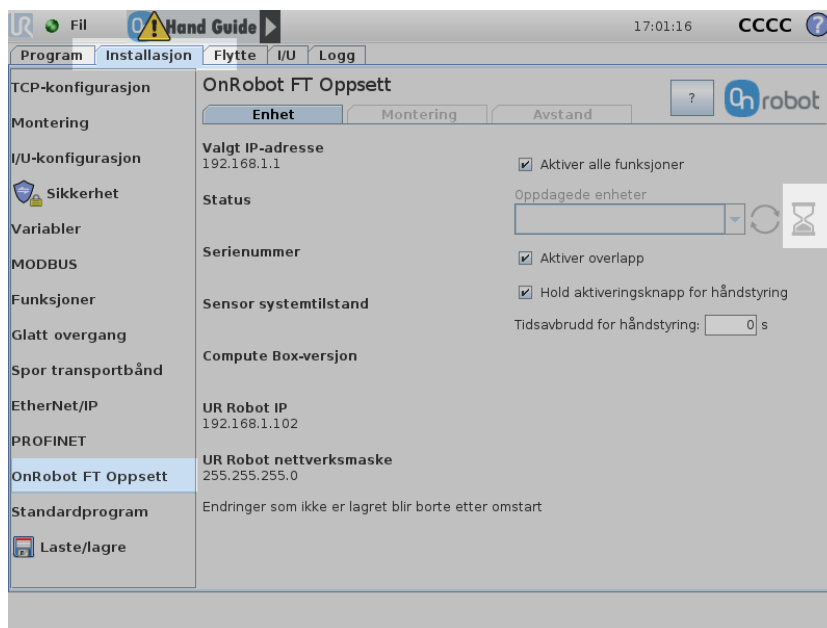 Fil
Hand Guide
17:01:16
CCCC
?
Program
Installasjon
Flytte
I/U
Logg
TCP-konfigurasjon
Montering
I/U-konfigurasjon
Sikkerhet
Variabler
MODBUS
Funksjoner
Glatt overgang
Spor transportbånd
EtherNet/IP
PROFINET
OnRobot FT Oppsett
Standardprogram
Laste/lagre
OnRobot FT Oppsett
?
On robot
Enhet
Montering
Avstand
Valgt IP-adresse
192.168.1.1
Status
Serienummer
Sensor systemtilstand
Compute Box-versjon
UR Robot IP
192.168.1.102
UR Robot nettverksmaske
255.255.255.0
Endringer som ikke er lagret blir borte etter omstart
Aktiver alle funksjoner
Oppdagede enheter
Aktiver overlapp
Hold aktiveringsknapp for håndstyring
Tidsavbrudd for håndstyring: 0 s